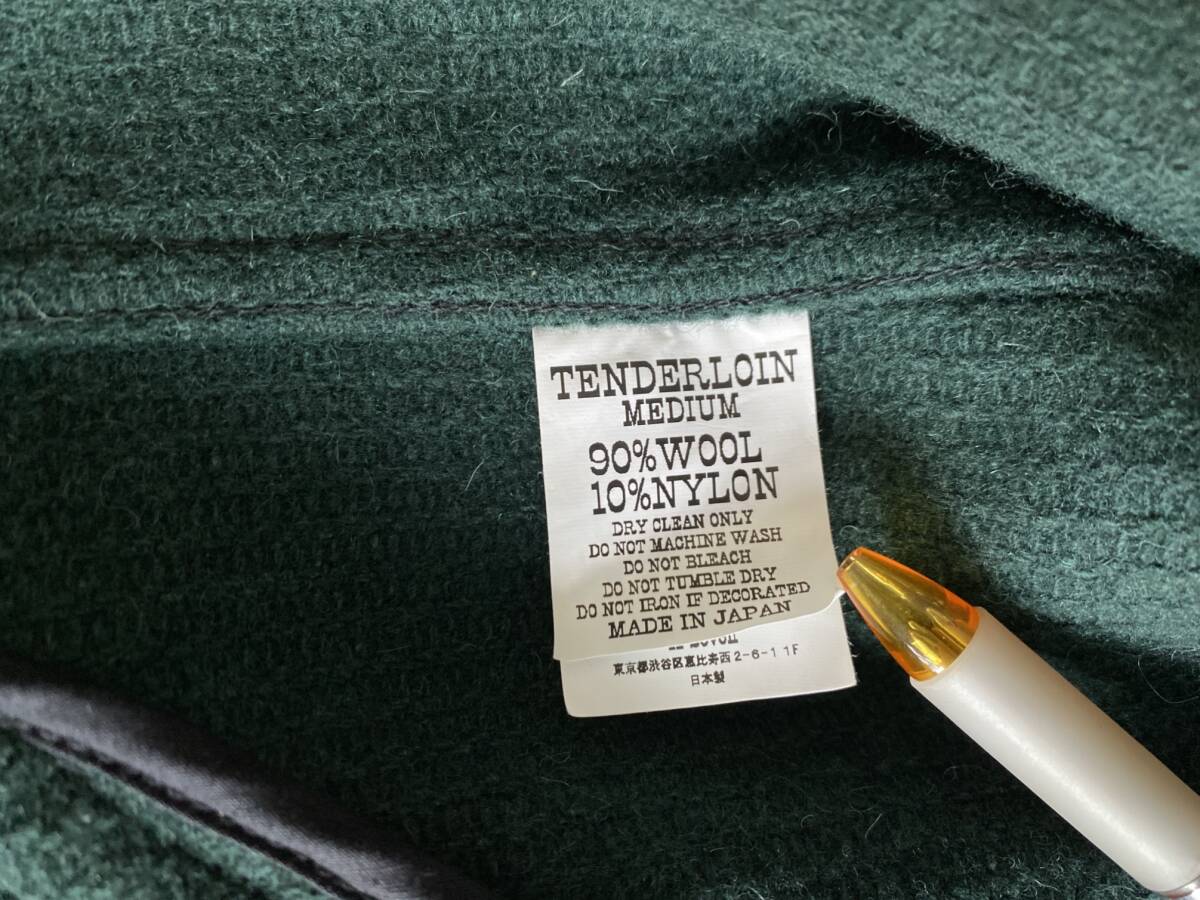 TENDERLOIN
MEDIUM
90%WOOL
10%NYLON
DRY CLEAN ONLY
DO NOT MACHINE WASH
DO NOT BLEACH
DO NOT TUMBLE DRY
DO NOT IRON IF DECORATED
MADE IN JAPAN
東京都渋谷区恵比寿西2-6-1 1F
日本製